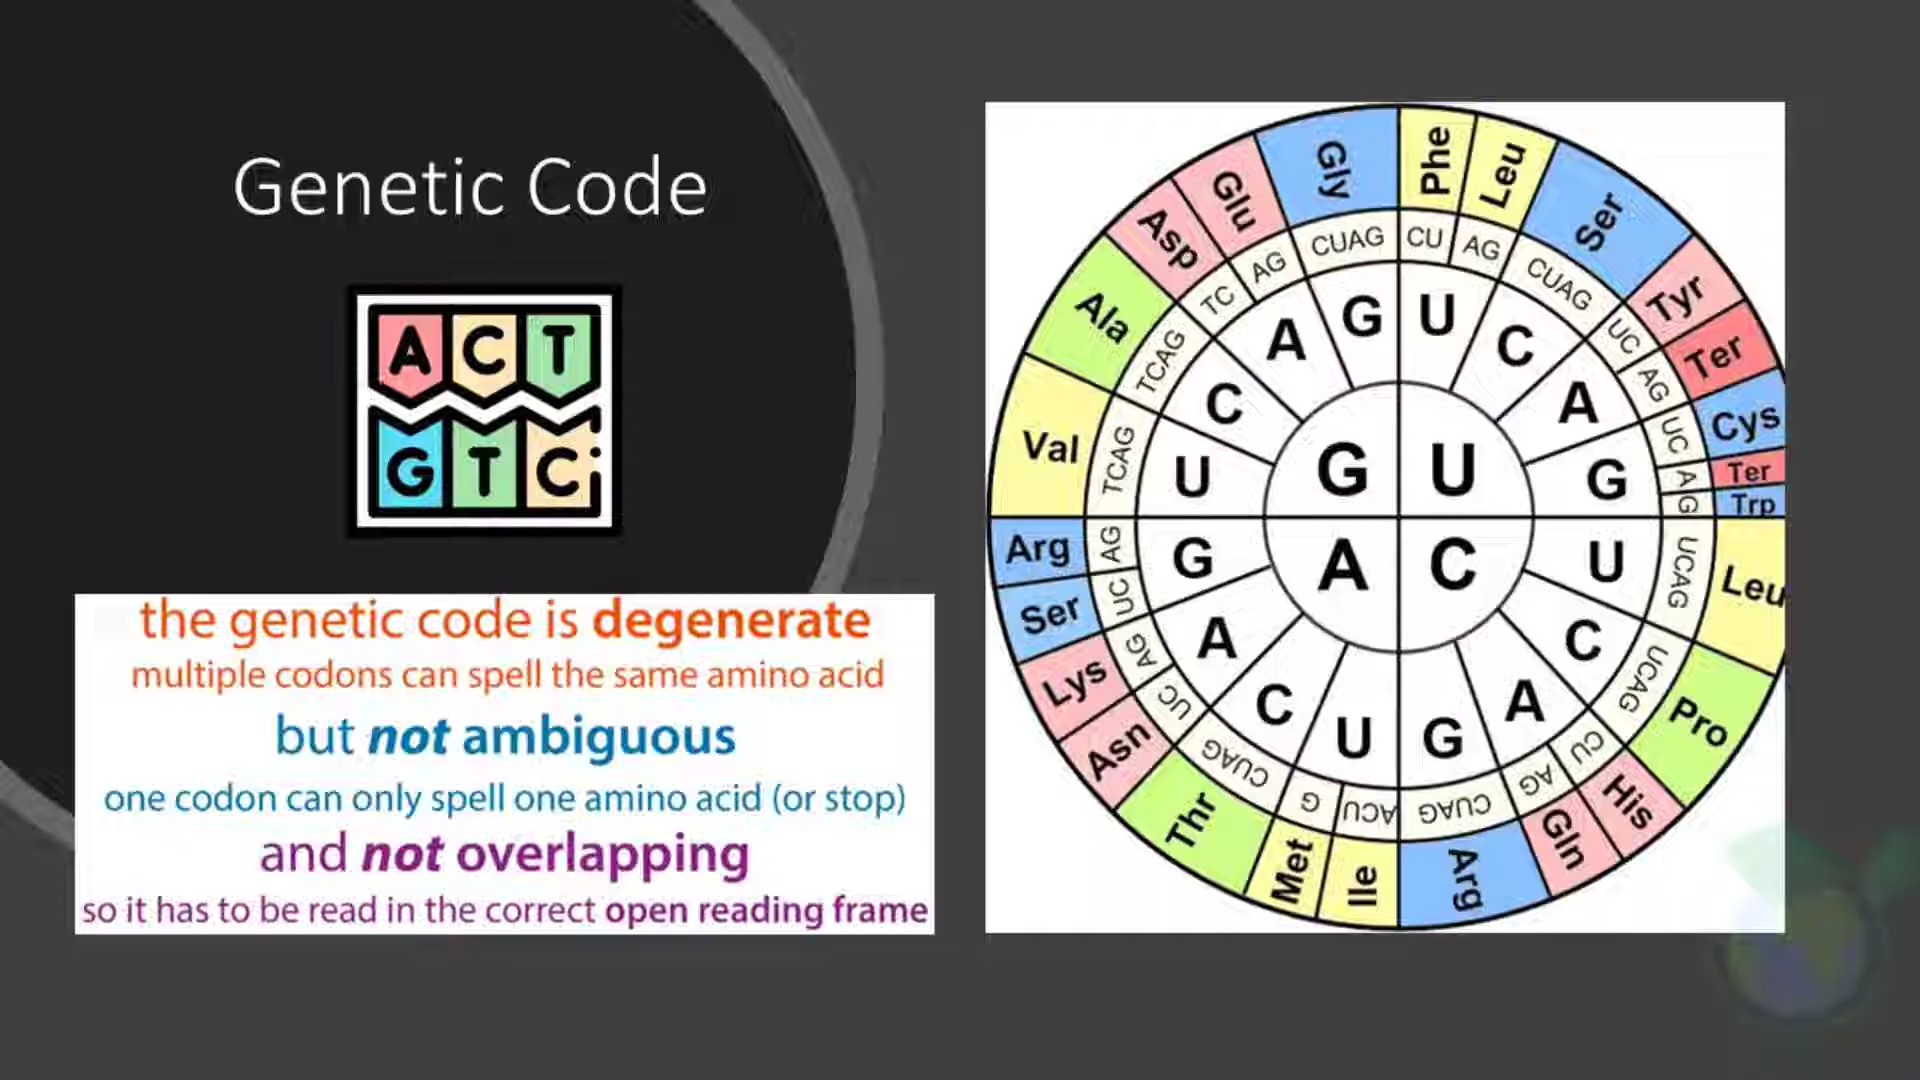 Genetic Code
A C T
G T C
the genetic code is degenerate
multiple codons can spell the same amino acid
but not ambiguous
one codon can only spell one amino acid (or stop)
and not overlapping
so it has to be read in the correct open reading frame
G U
A C
U C A G
U C A G
U C A G
U C A G
CU AG CUAG UC AG UC A G
UCAG UCAG CU AG CUAG
ACU G CUAG UC AG UC AG
TCAG TCAG TC AG CUAG
Phe Leu Ser Tyr Ter Cys Ter Trp
Leu Pro His Gln Arg
Ile Met Thr Asn Lys Ser Arg
Val Ala Asp Glu Gly